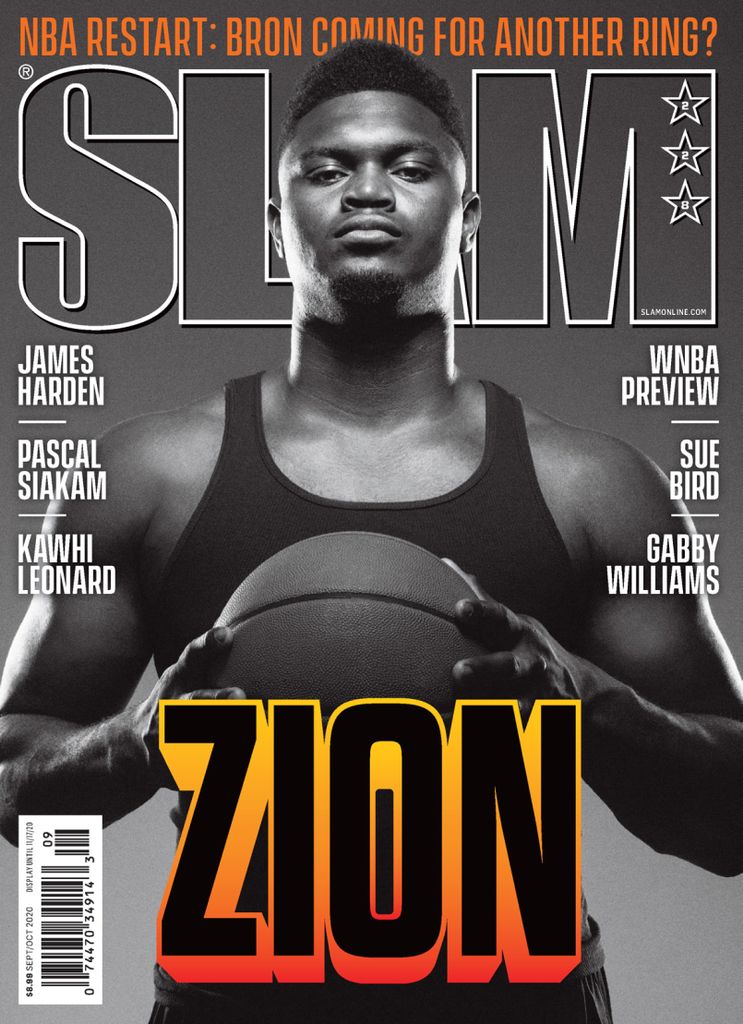 NBA RESTART: BRON COMING FOR ANOTHER RING?
®
SLAM
2
2
8
SLAMONLINE.COM
JAMES
HARDEN
PASCAL
SIAKAM
KAWHI
LEONARD
WNBA
PREVIEW
SUE
BIRD
GABBY
WILLIAMS
ZION
$8.99 SEPT/OCT 2020
DISPLAY UNTIL 11/17/20
09
0 74470 34914 3